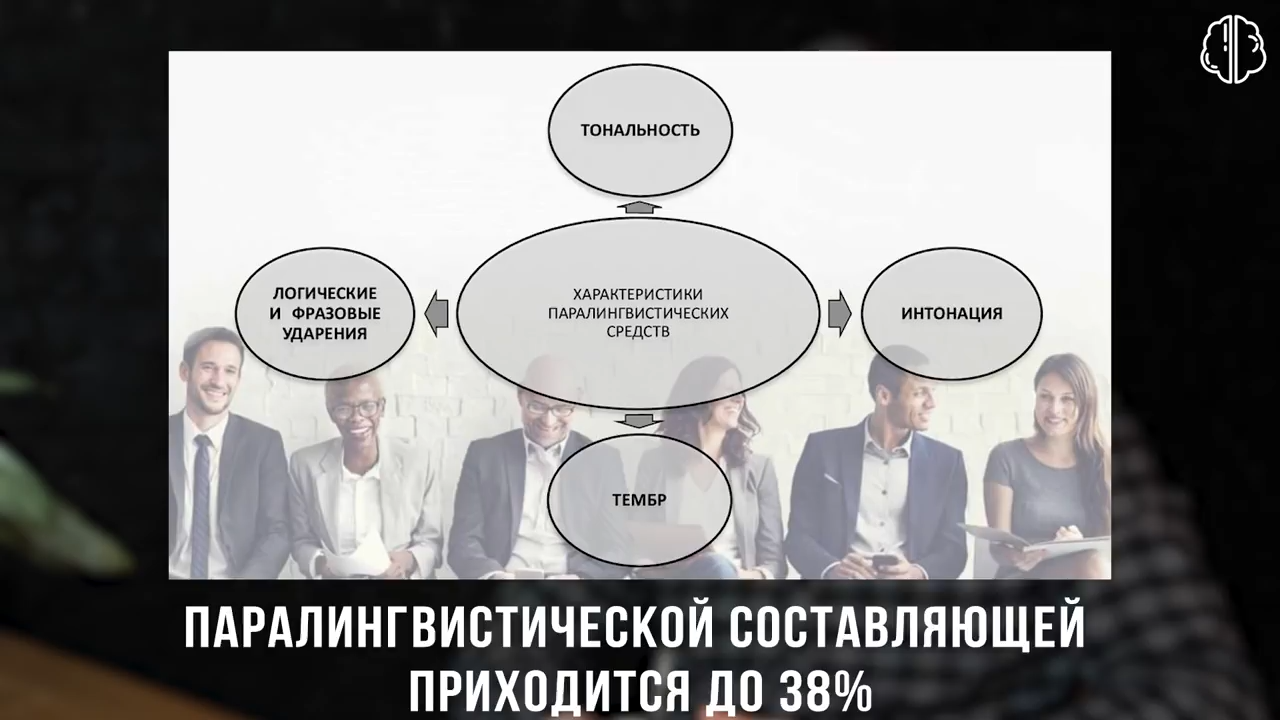 ТОНАЛЬНОСТЬ
ЛОГИЧЕСКИЕ
И ФРАЗОВЫЕ
УДАРЕНИЯ
ХАРАКТЕРИСТИКИ
ПАРАЛИНГВИСТИЧЕСКИХ
СРЕДСТВ
ИНТОНАЦИЯ
ТЕМБР
ПАРАЛИНГВИСТИЧЕСКОЙ СОСТАВЛЯЮЩЕЙ
ПРИХОДИТСЯ ДО 38%